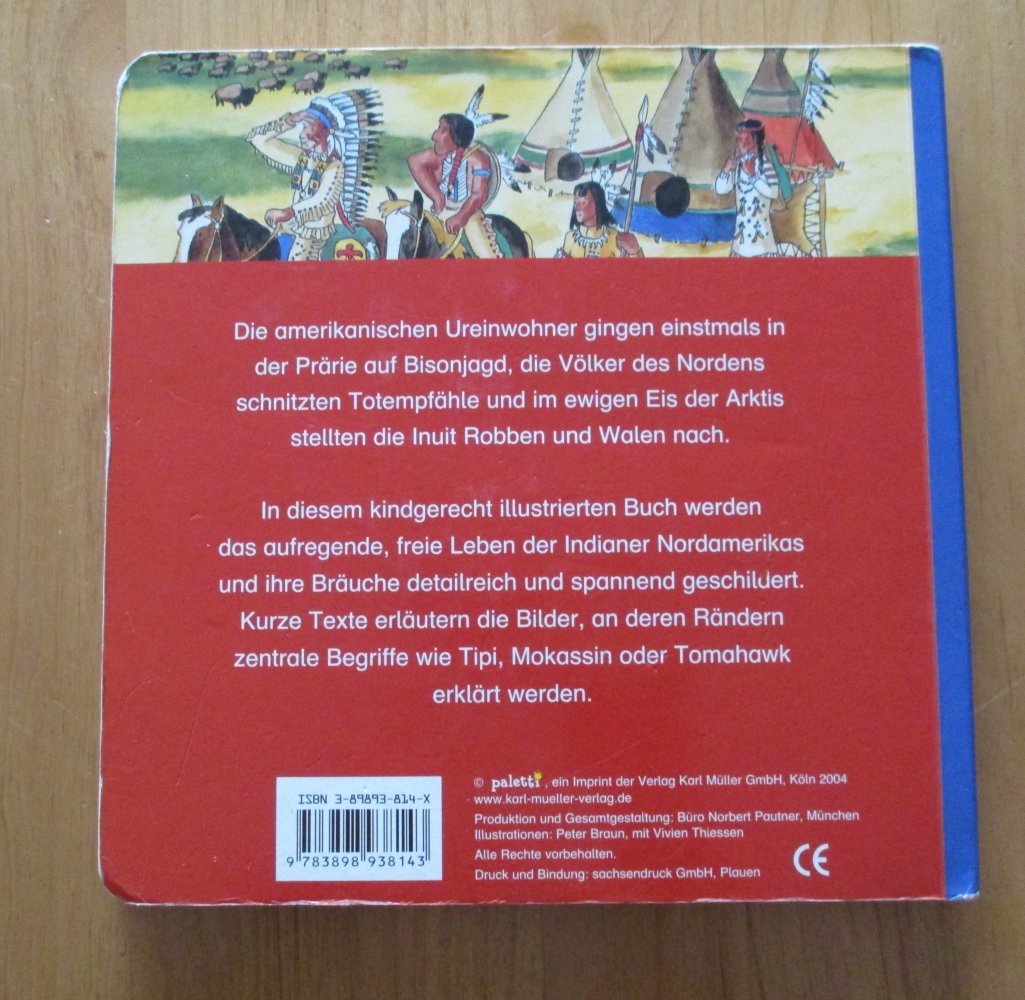 Die amerikanischen Ureinwohner gingen einstmals in
der Prärie auf Bisonjagd, die Völker des Nordens
schnitzten Totempfähle und im ewigen Eis der Arktis
stellten die Inuit Robben und Walen nach.
In diesem kindgerecht illustrierten Buch werden
das aufregende, freie Leben der Indianer Nordamerikas
und ihre Bräuche detailreich und spannend geschildert.
Kurze Texte erläutern die Bilder, an deren Rändern
zentrale Begriffe wie Tipi, Mokassin oder Tomahawk
erklärt werden.
ISBN 3-89893-814-X
9 783898 938143
© paletti, ein Imprint der Verlag Karl Müller GmbH, Köln 2004
www.karl-mueller-verlag.de
Produktion und Gesamtgestaltung: Büro Norbert Pautner, München
Illustrationen: Peter Braun, mit Vivien Thiessen
Alle Rechte vorbehalten.
Druck und Bindung: sachsendruck GmbH, Plauen
CE